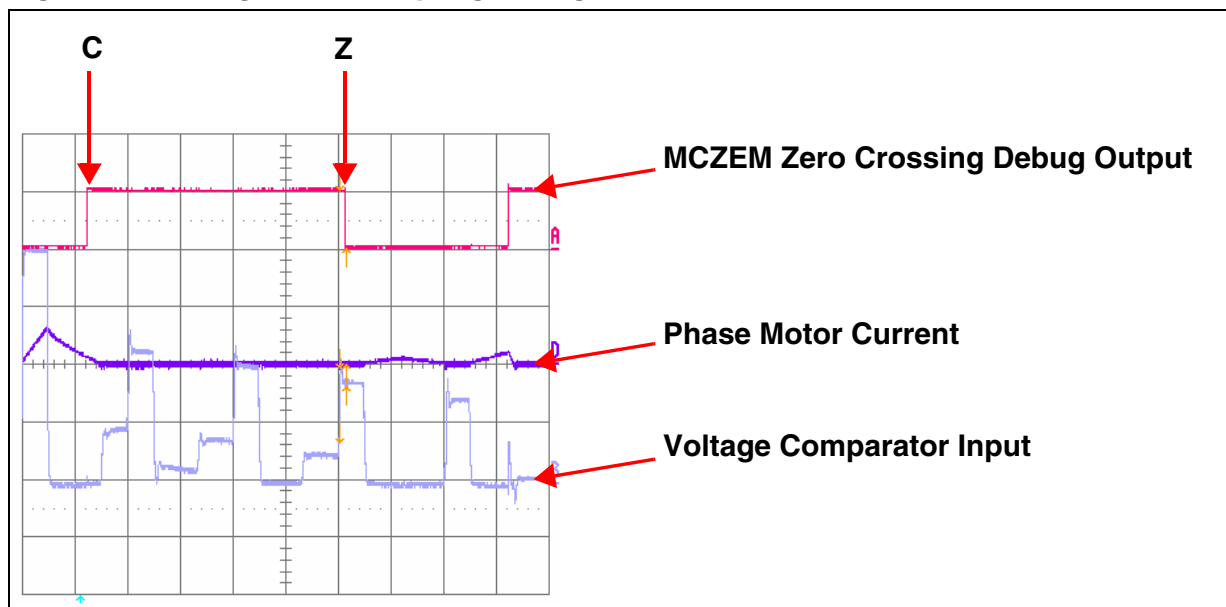 C
Z
MCZEM Zero Crossing Debug Output
A
Phase Motor Current
D
Voltage Comparator Input